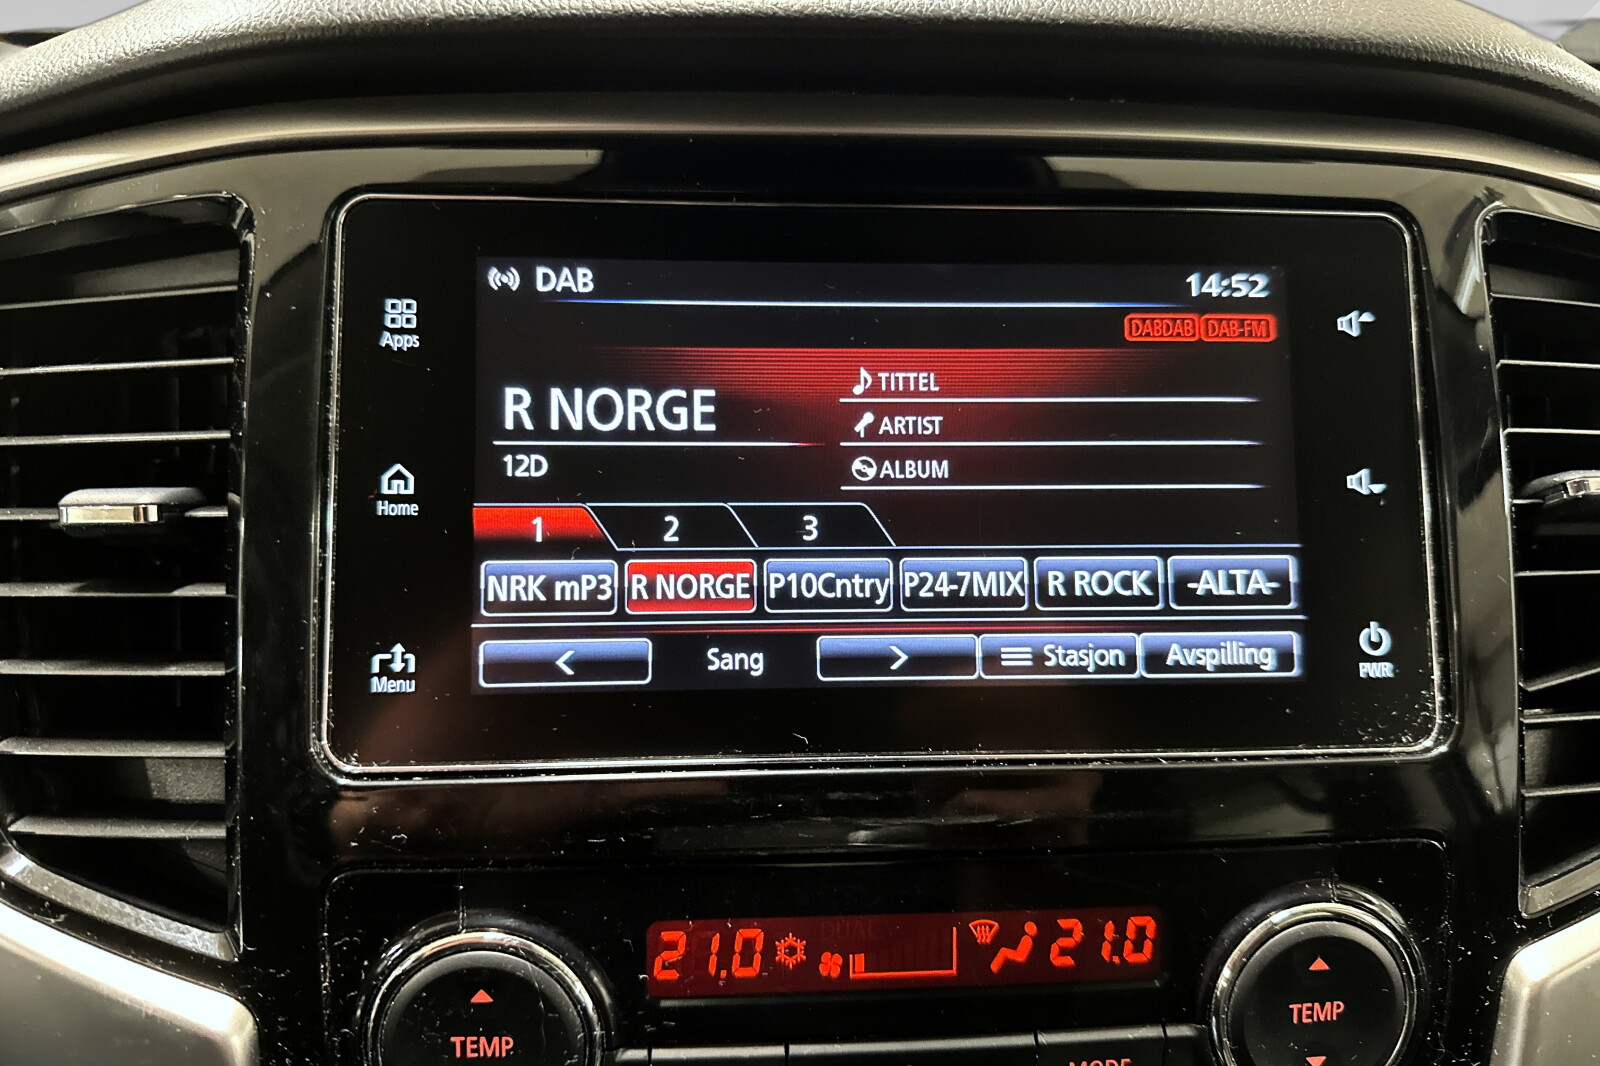 DAB 14:52
DABDAB DAB-FM
Apps
TITTEL
R NORGE
ARTIST
12D
ALBUM
Home
1 2 3
NRK mP3 R NORGE P10Cntry P24-7MIX R ROCK -ALTA-
< Sang > Stasjon Avspilling
Menu
PWR
21.0 21.0
TEMP
TEMP
MODE